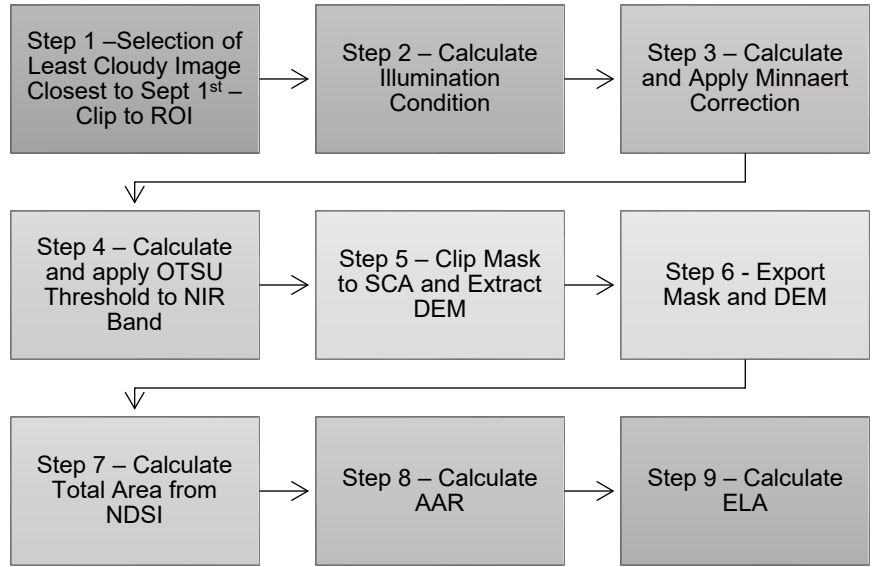 Step 1 –Selection of
Least Cloudy Image
Closest to Sept 1st –
Clip to ROI
Step 2 – Calculate
Illumination
Condition
Step 3 – Calculate
and Apply Minnaert
Correction
Step 4 – Calculate
and apply OTSU
Threshold to NIR
Band
Step 5 – Clip Mask
to SCA and Extract
DEM
Step 6 - Export
Mask and DEM
Step 7 – Calculate
Total Area from
NDSI
Step 8 – Calculate
AAR
Step 9 – Calculate
ELA